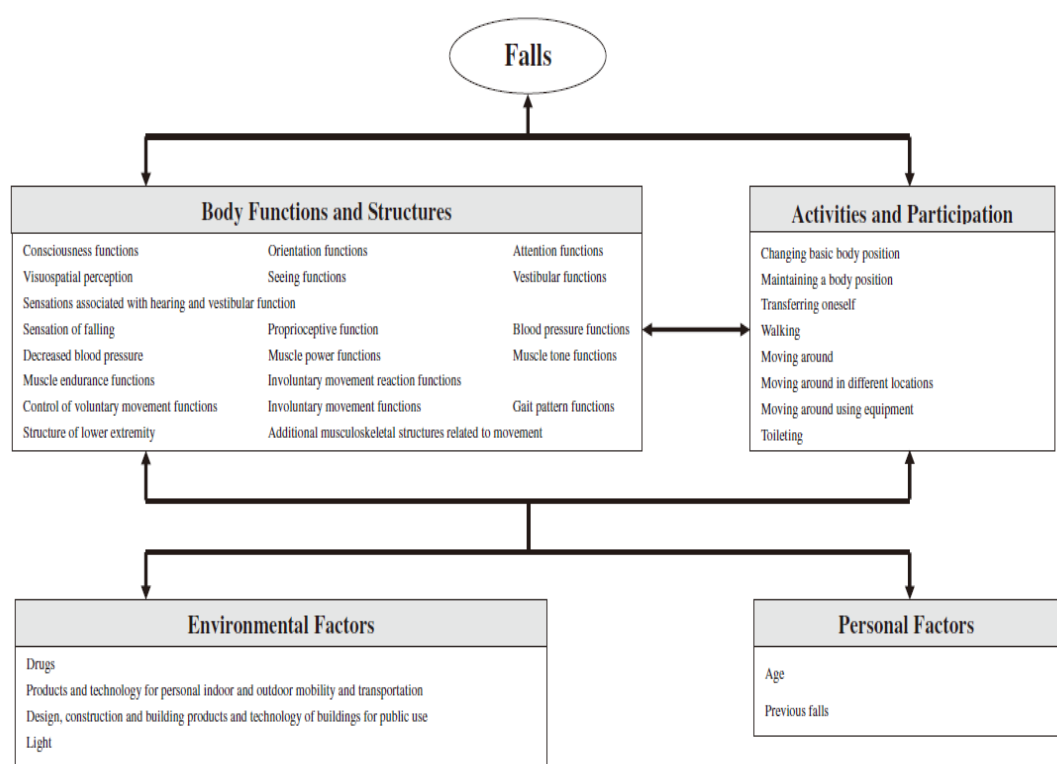 Falls
Body Functions and Structures
Consciousness functions Orientation functions Attention functions
Visuospatial perception Seeing functions Vestibular functions
Sensations associated with hearing and vestibular function
Sensation of falling Proprioceptive function Blood pressure functions
Decreased blood pressure Muscle power functions Muscle tone functions
Muscle endurance functions Involuntary movement reaction functions
Control of voluntary movement functions Involuntary movement functions Gait pattern functions
Structure of lower extremity Additional musculoskeletal structures related to movement
Activities and Participation
Changing basic body position
Maintaining a body position
Transferring oneself
Walking
Moving around
Moving around in different locations
Moving around using equipment
Toileting
Environmental Factors
Drugs
Products and technology for personal indoor and outdoor mobility and transportation
Design, construction and building products and technology of buildings for public use
Light
Personal Factors
Age
Previous falls